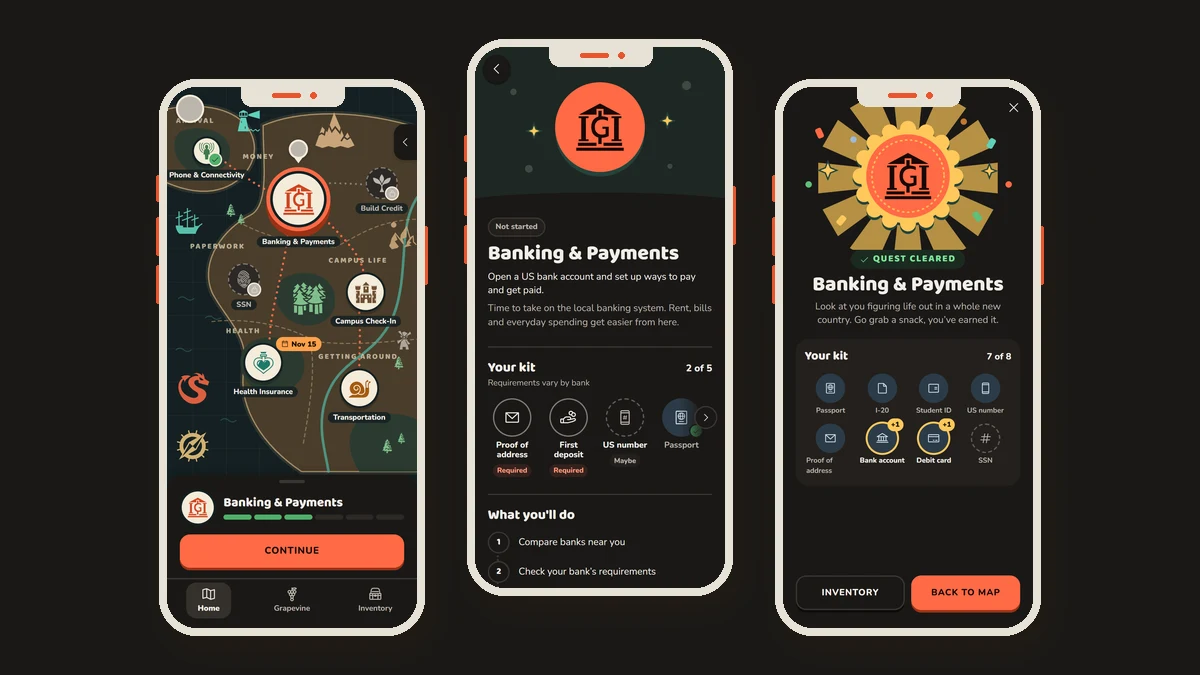 ARRIVAL
Phone & Connectivity
MONEY
Build Credit
Banking & Payments
PAPERWORK
CAMPUS LIFE
SSN
Campus Check-In
HEALTH
Nov 15
GETTING AROUND
Health Insurance
Transportation
Banking & Payments
CONTINUE
Home
Grapevine
Inventory
Not started
Banking & Payments
Open a US bank account and set up ways to pay
and get paid.
Time to take on the local banking system. Rent, bills
and everyday spending get easier from here.
Your kit
2 of 5
Requirements vary by bank
Proof of
address
Required
First
deposit
Required
US number
Maybe
Passport
What you'll do
1 Compare banks near you
2 Check your bank's requirements
QUEST CLEARED
Banking & Payments
Look at you figuring life out in a whole new
country. Go grab a snack, you've earned it.
Your kit
7 of 8
Passport
I-20
Student ID
US number
Proof of
address
+1
Bank account
+1
Debit card
#
SSN
INVENTORY
BACK TO MAP